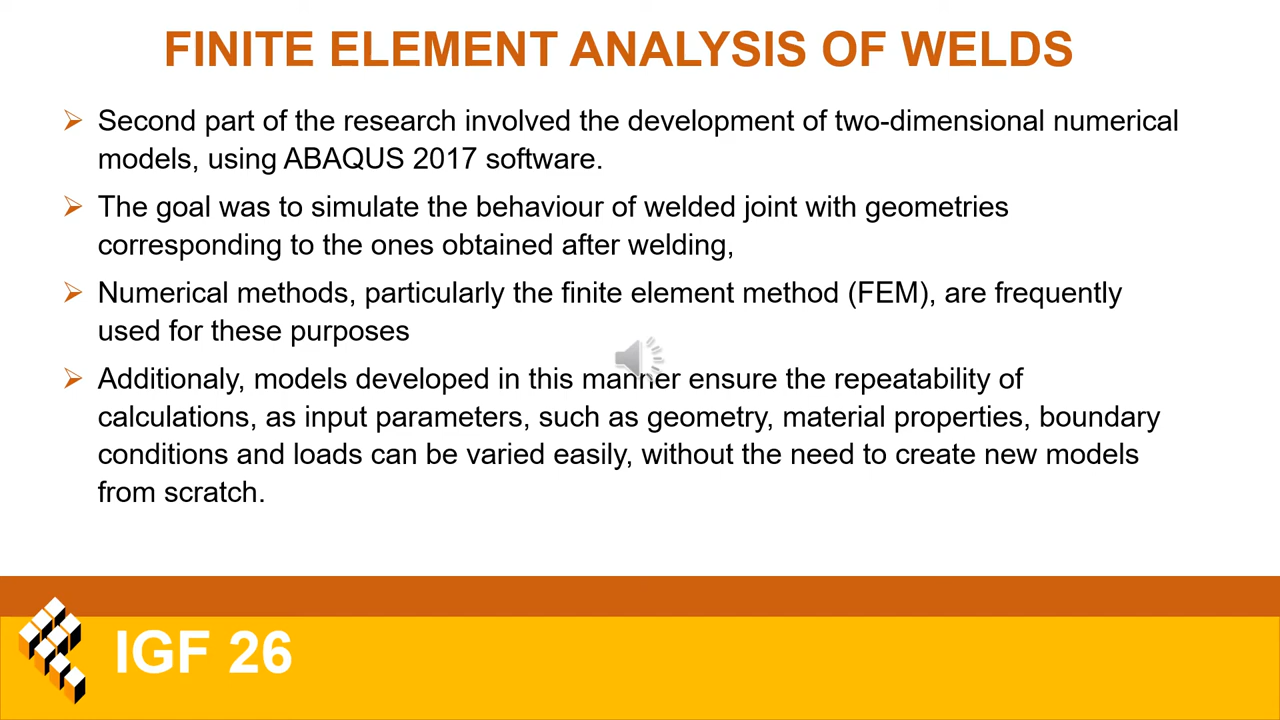 FINITE ELEMENT ANALYSIS OF WELDS
Second part of the research involved the development of two-dimensional numerical
models, using ABAQUS 2017 software.
The goal was to simulate the behaviour of welded joint with geometries
corresponding to the ones obtained after welding,
Numerical methods, particularly the finite element method (FEM), are frequently
used for these purposes
Additionaly, models developed in this manner ensure the repeatability of
calculations, as input parameters, such as geometry, material properties, boundary
conditions and loads can be varied easily, without the need to create new models
from scratch.
IGF 26